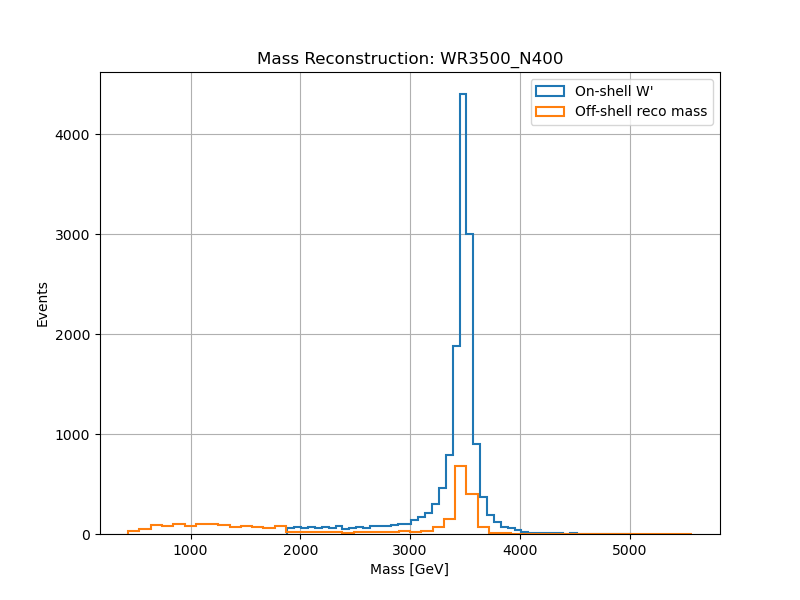 Mass Reconstruction: WR3500_N400
On-shell W'
Off-shell reco mass
4000
3000
2000
1000
0
Events
1000
2000
3000
4000
5000
Mass [GeV]